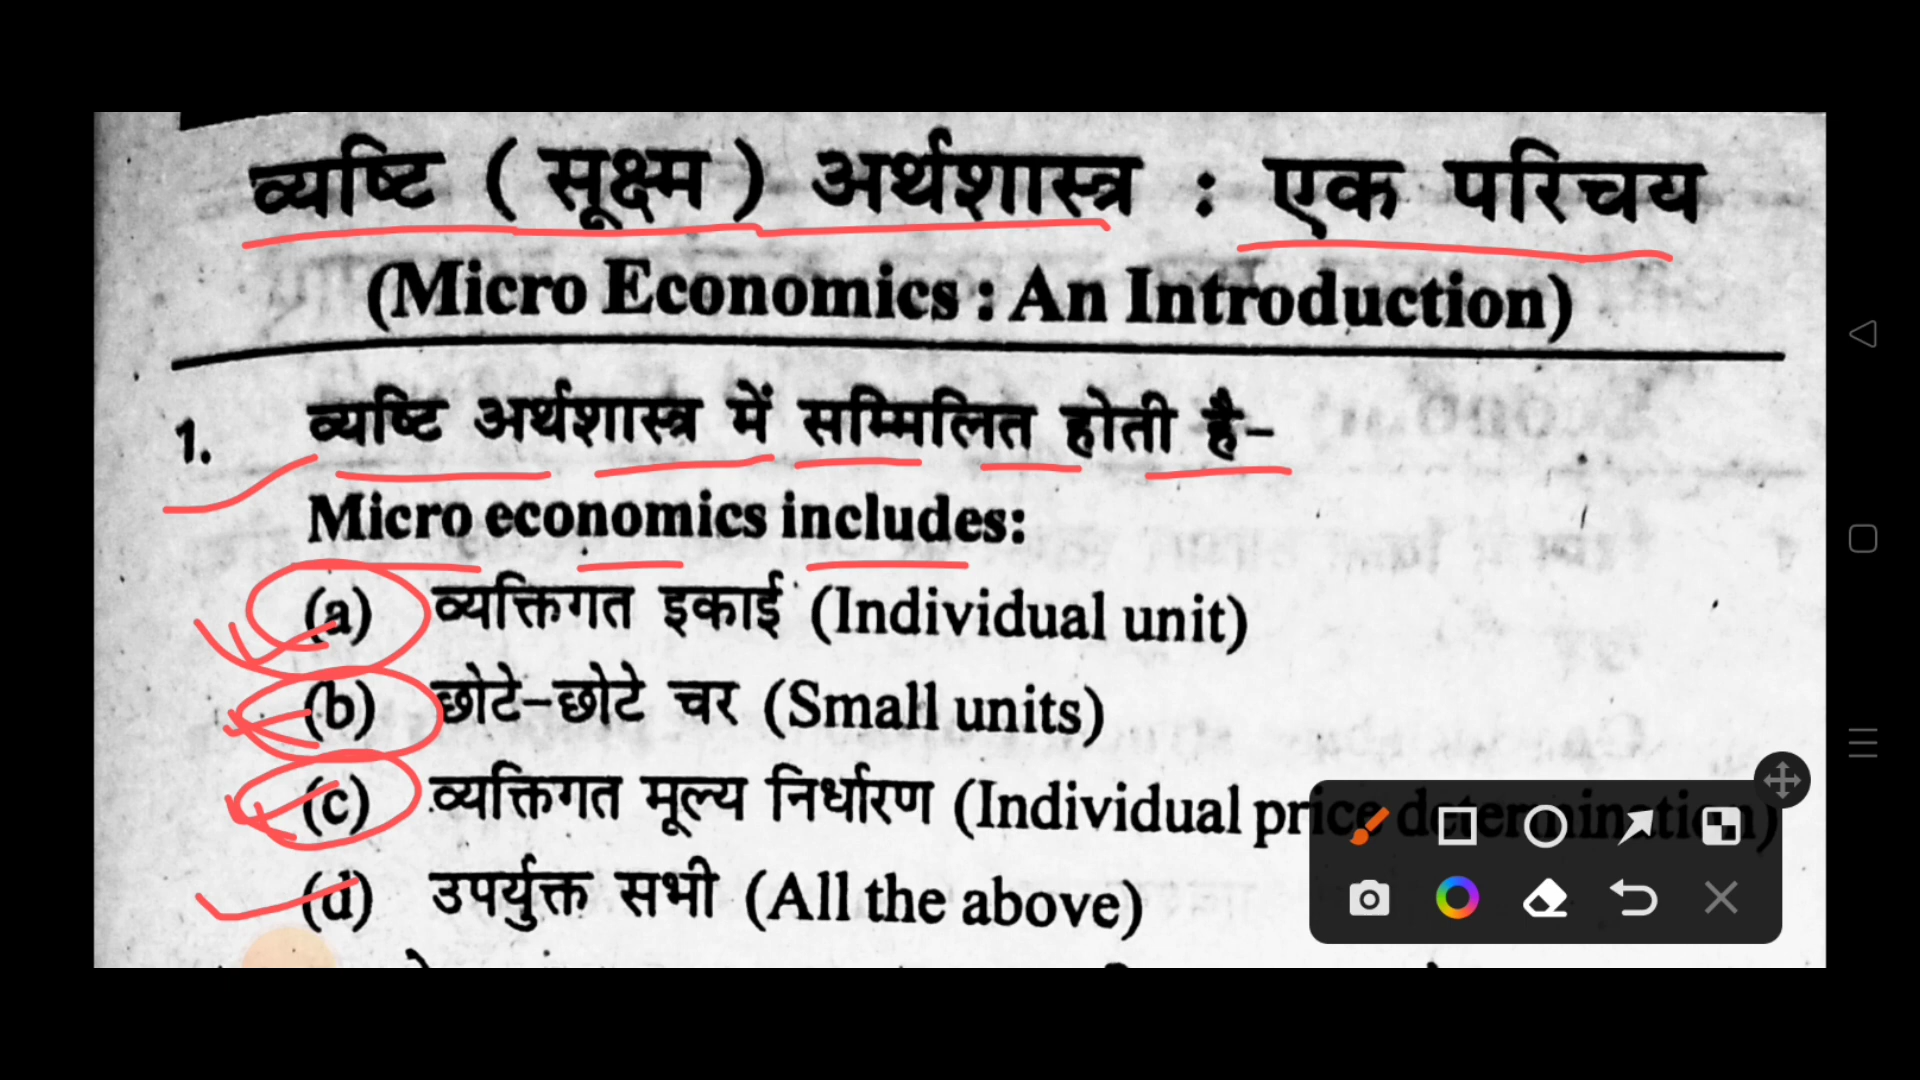 व्यष्टि ( सूक्ष्म ) अर्थशास्त्र : एक परिचय
(Micro Economics : An Introduction)
1. व्यष्टि अर्थशास्त्र में सम्मिलित होती है-
Micro economics includes:
(a) व्यक्तिगत इकाई (Individual unit)
(b) छोटे-छोटे चर (Small units)
(c) व्यक्तिगत मूल्य निर्धारण (Individual price determination)
(d) उपर्युक्त सभी (All the above)